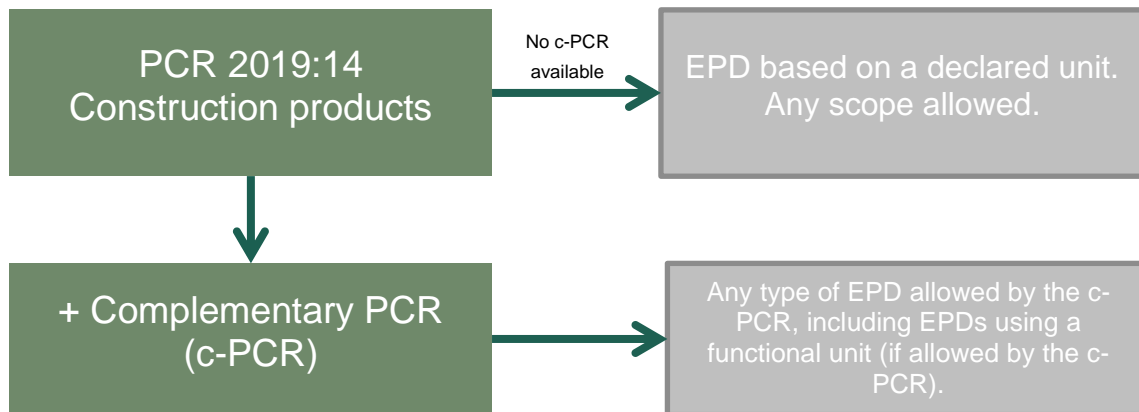 PCR 2019:14
Construction products
No c-PCR
available
EPD based on a declared unit.
Any scope allowed.
+ Complementary PCR
(c-PCR)
Any type of EPD allowed by the c-
PCR, including EPDs using a
functional unit (if allowed by the c-
PCR).